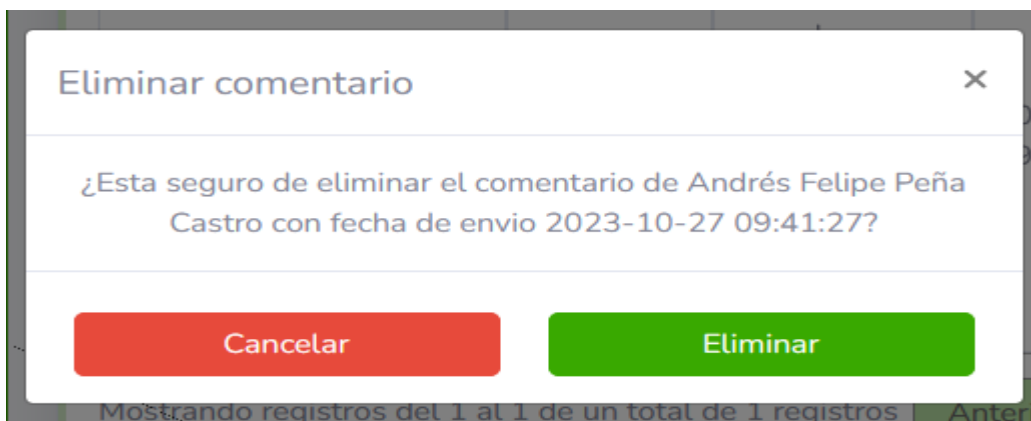 Eliminar comentario ×
¿Esta seguro de eliminar el comentario de Andrés Felipe Peña
Castro con fecha de envio 2023-10-27 09:41:27?
Cancelar Eliminar
Mostrando registros del 1 al 1 de un total de 1 registros